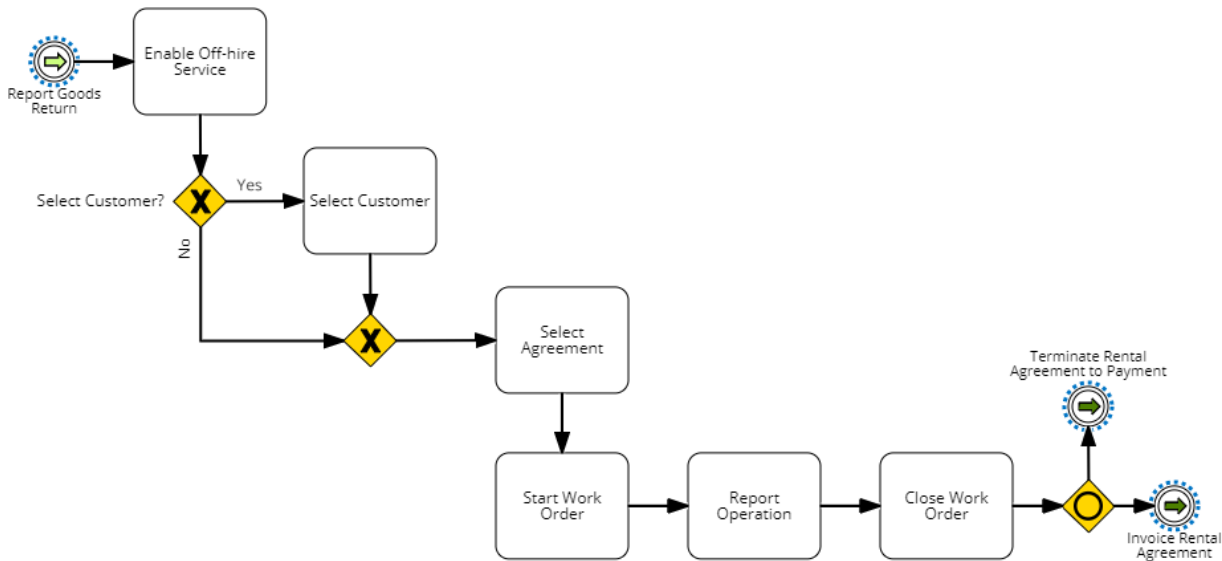 Enable Off-hire
Service
Report Goods
Return
Select Customer?
X
Yes
Select Customer
No
X
Select
Agreement
Terminate Rental
Agreement to Payment
Start Work
Order
Report
Operation
Close Work
Order
Invoice Rental
Agreement